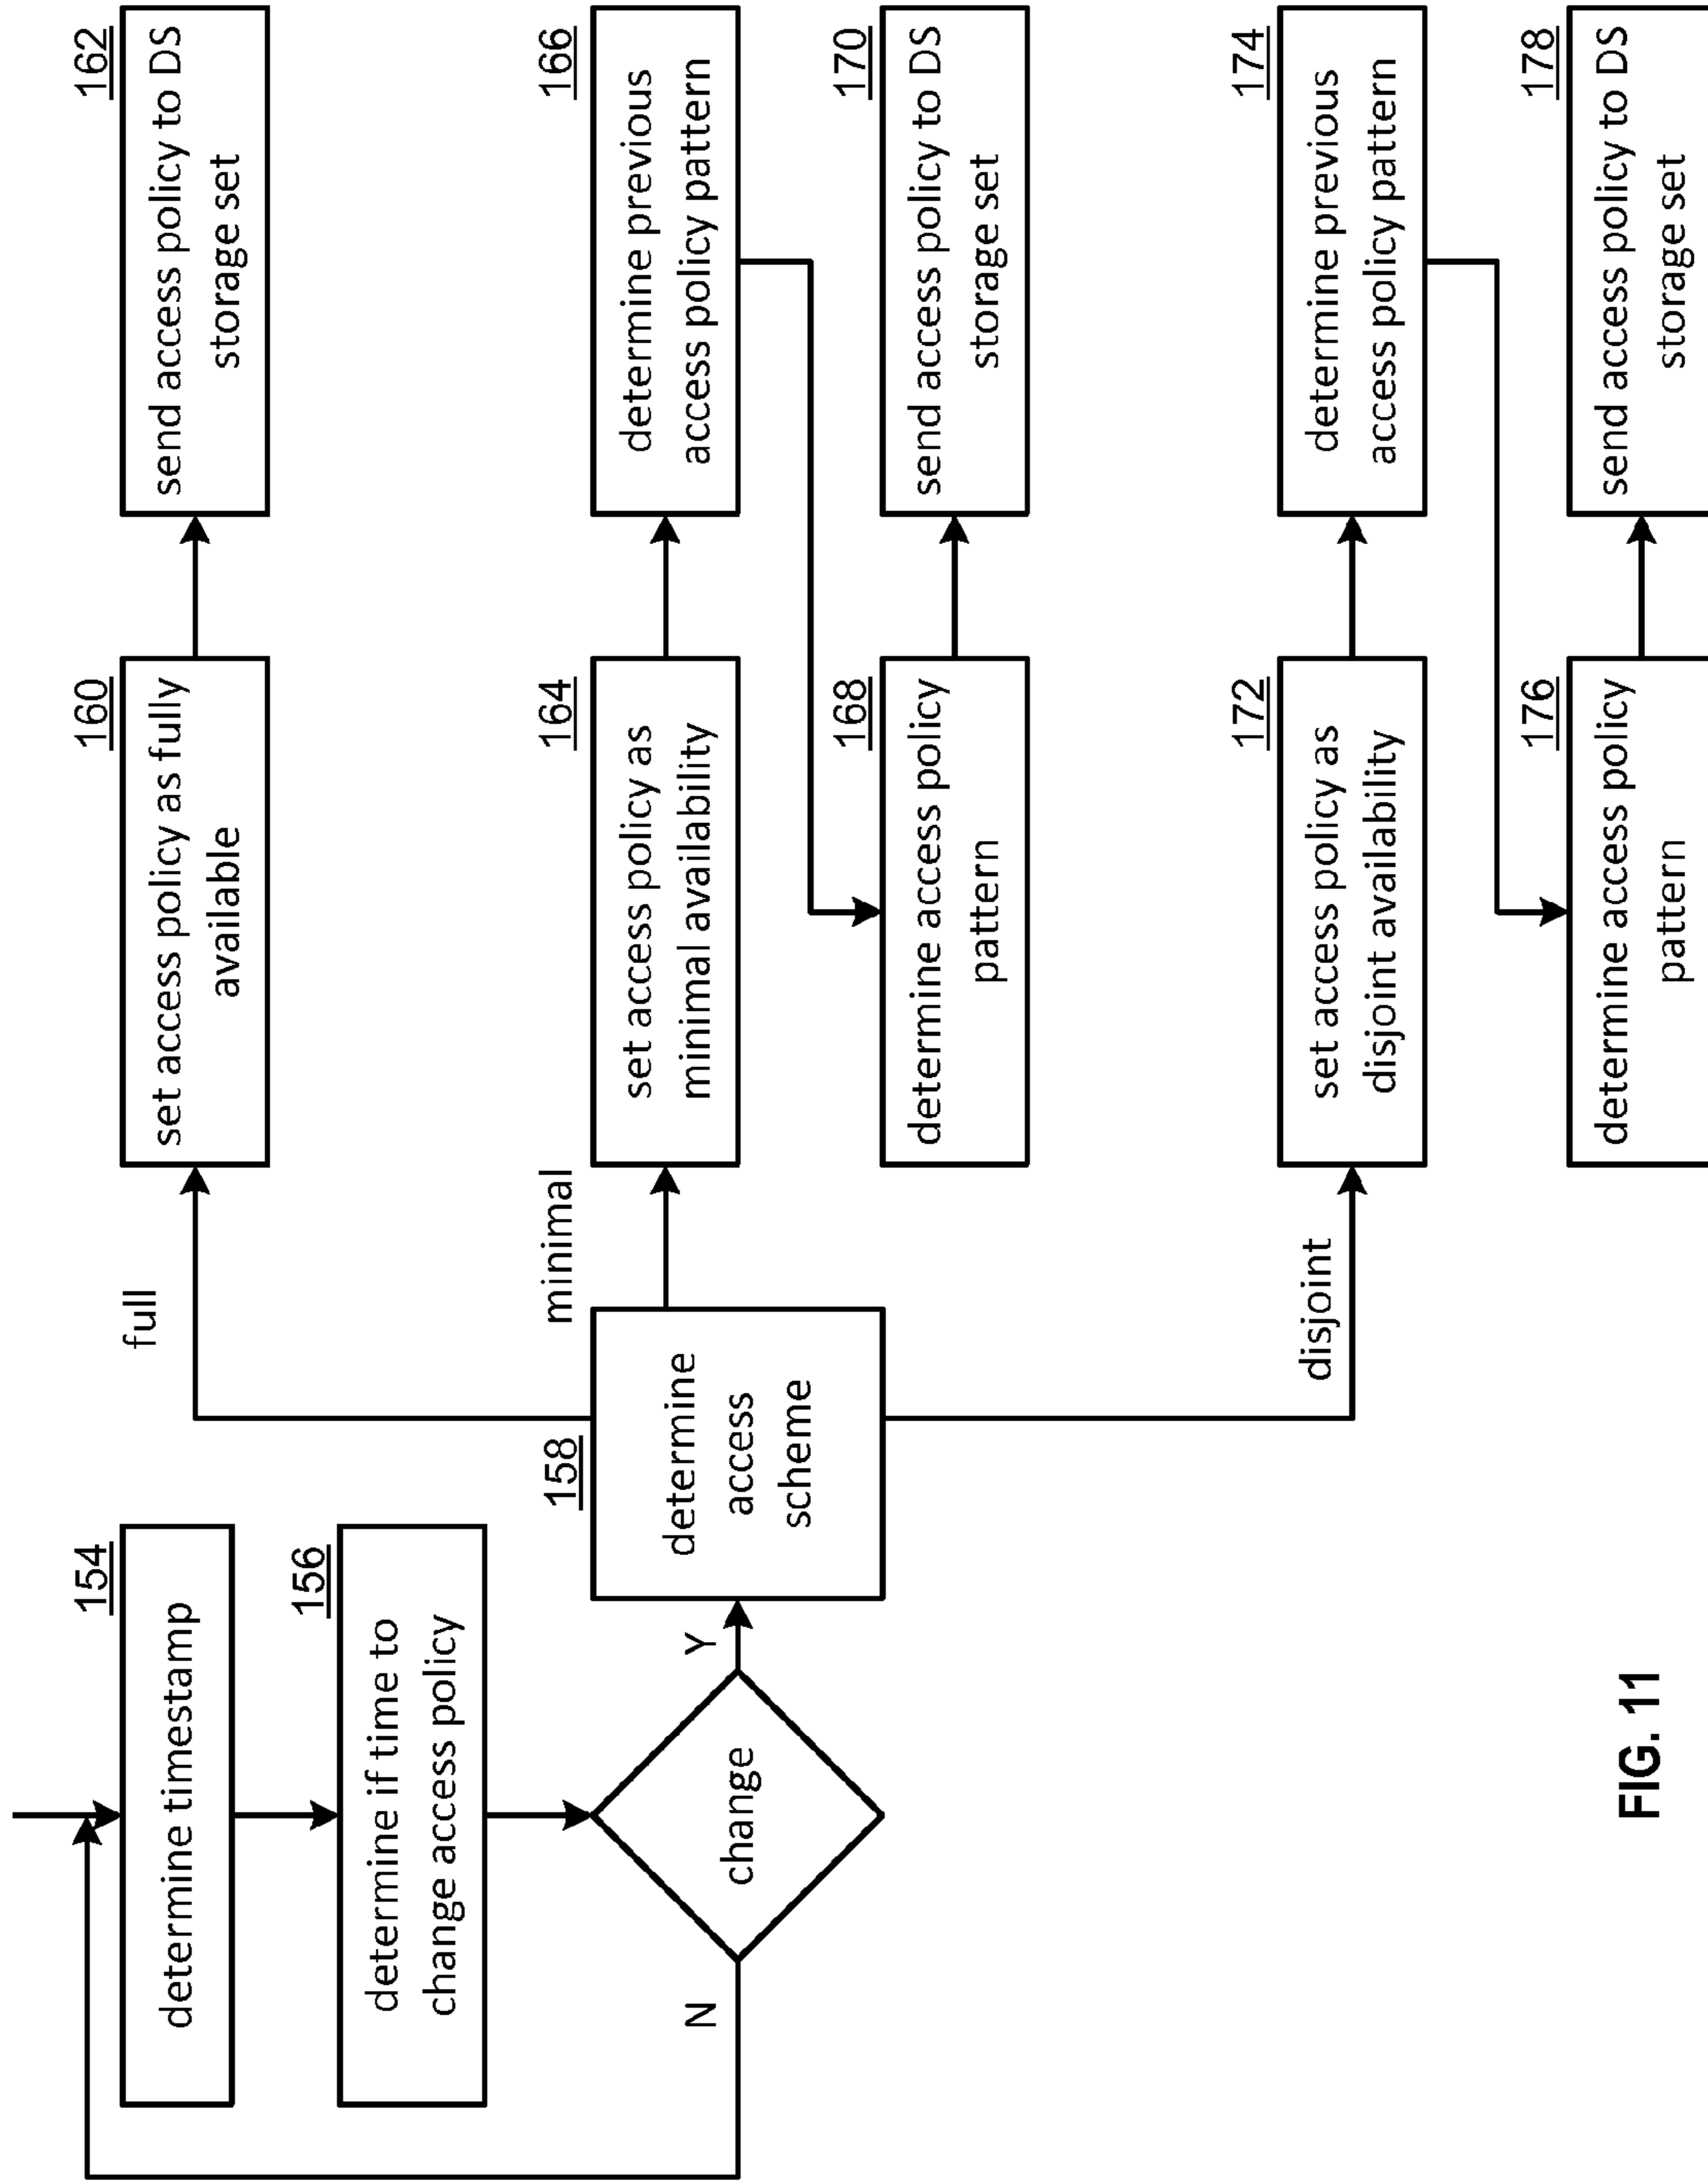 154
determine timestamp
156
determine if time to
change access policy
change
N
Y
158
determine
access
scheme
full
minimal
disjoint
160
set access policy as fully
available
162
send access policy to DS
storage set
164
set access policy as
minimal availability
166
determine previous
access policy pattern
168
determine access policy
pattern
170
send access policy to DS
storage set
172
set access policy as
disjoint availability
174
determine previous
access policy pattern
176
determine access policy
pattern
178
send access policy to DS
storage set
FIG. 11